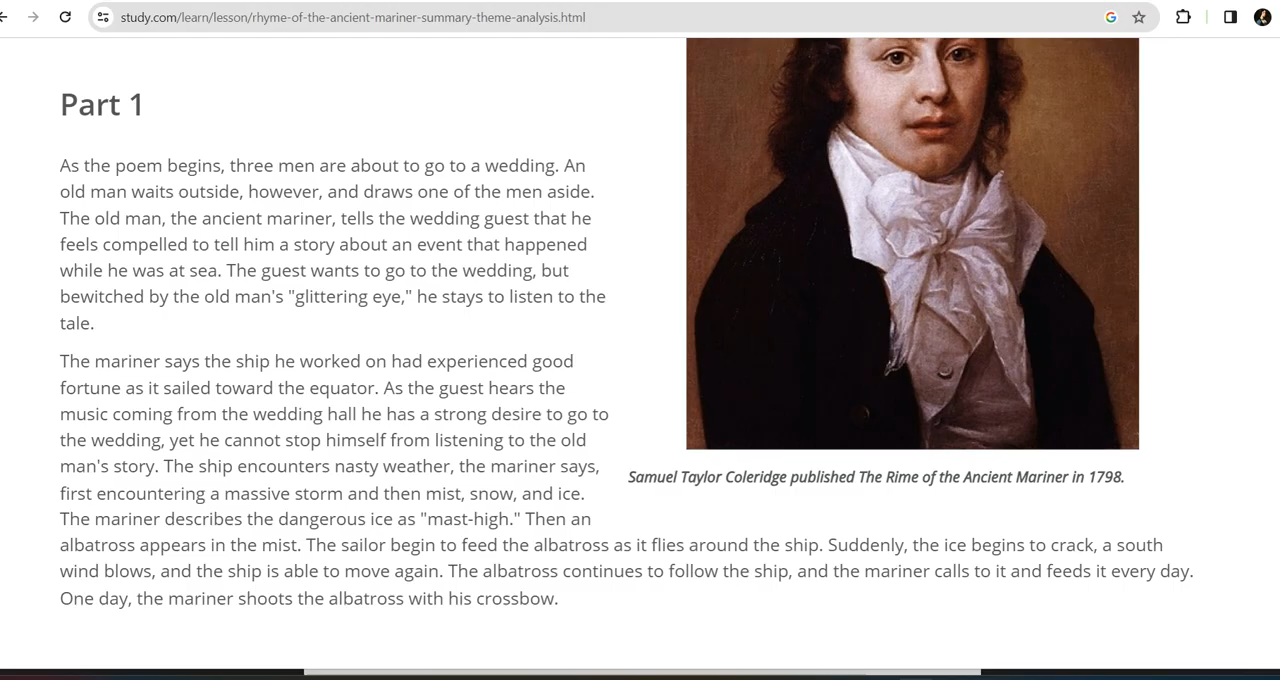 study.com/learn/lesson/rhyme-of-the-ancient-mariner-summary-theme-analysis.html
Part 1
As the poem begins, three men are about to go to a wedding. An
old man waits outside, however, and draws one of the men aside.
The old man, the ancient mariner, tells the wedding guest that he
feels compelled to tell him a story about an event that happened
while he was at sea. The guest wants to go to the wedding, but
bewitched by the old man's "glittering eye," he stays to listen to the
tale.
The mariner says the ship he worked on had experienced good
fortune as it sailed toward the equator. As the guest hears the
music coming from the wedding hall he has a strong desire to go to
the wedding, yet he cannot stop himself from listening to the old
man's story. The ship encounters nasty weather, the mariner says,
first encountering a massive storm and then mist, snow, and ice.
The mariner describes the dangerous ice as "mast-high." Then an
albatross appears in the mist. The sailor begin to feed the albatross as it flies around the ship. Suddenly, the ice begins to crack, a south
wind blows, and the ship is able to move again. The albatross continues to follow the ship, and the mariner calls to it and feeds it every day.
One day, the mariner shoots the albatross with his crossbow.
Samuel Taylor Coleridge published The Rime of the Ancient Mariner in 1798.